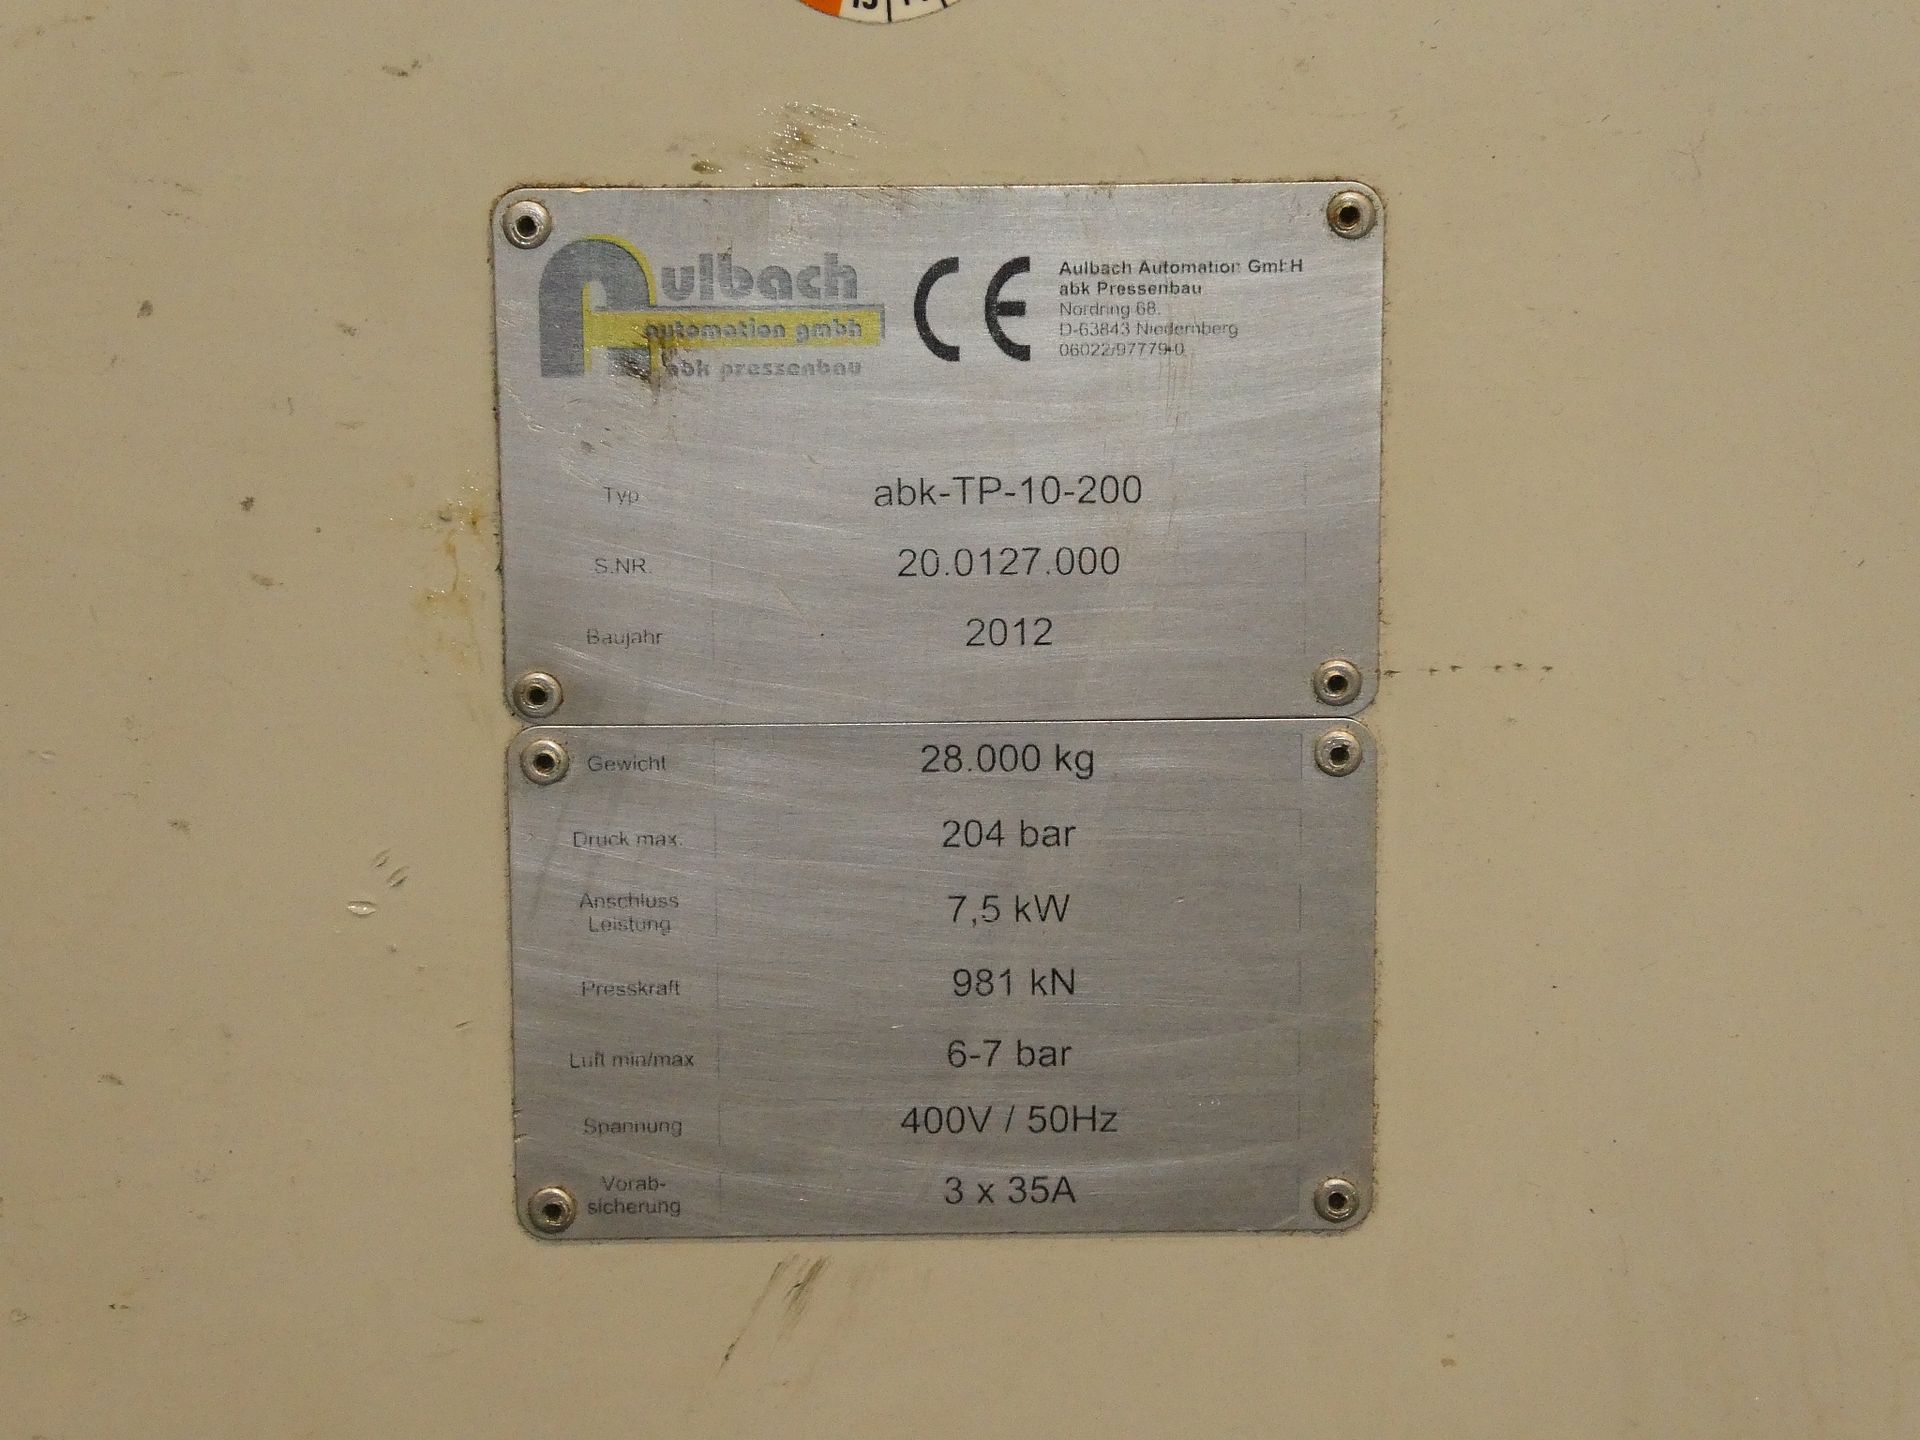 Aulbach
automation gmbh
abk pressenbau
CE
Aulbach Automation GmbH
abk Pressenbau
Nordring 68.
D-63843 Niedernberg
06022/97779-0
Typ abk-TP-10-200
S.NR. 20.0127.000
Baujahr 2012
Gewicht 28.000 kg
Druck max. 204 bar
Anschluss
Leistung 7,5 kW
Presskraft 981 kN
Luft min/max 6-7 bar
Spannung 400V / 50Hz
Vorab-
sicherung 3 x 35A